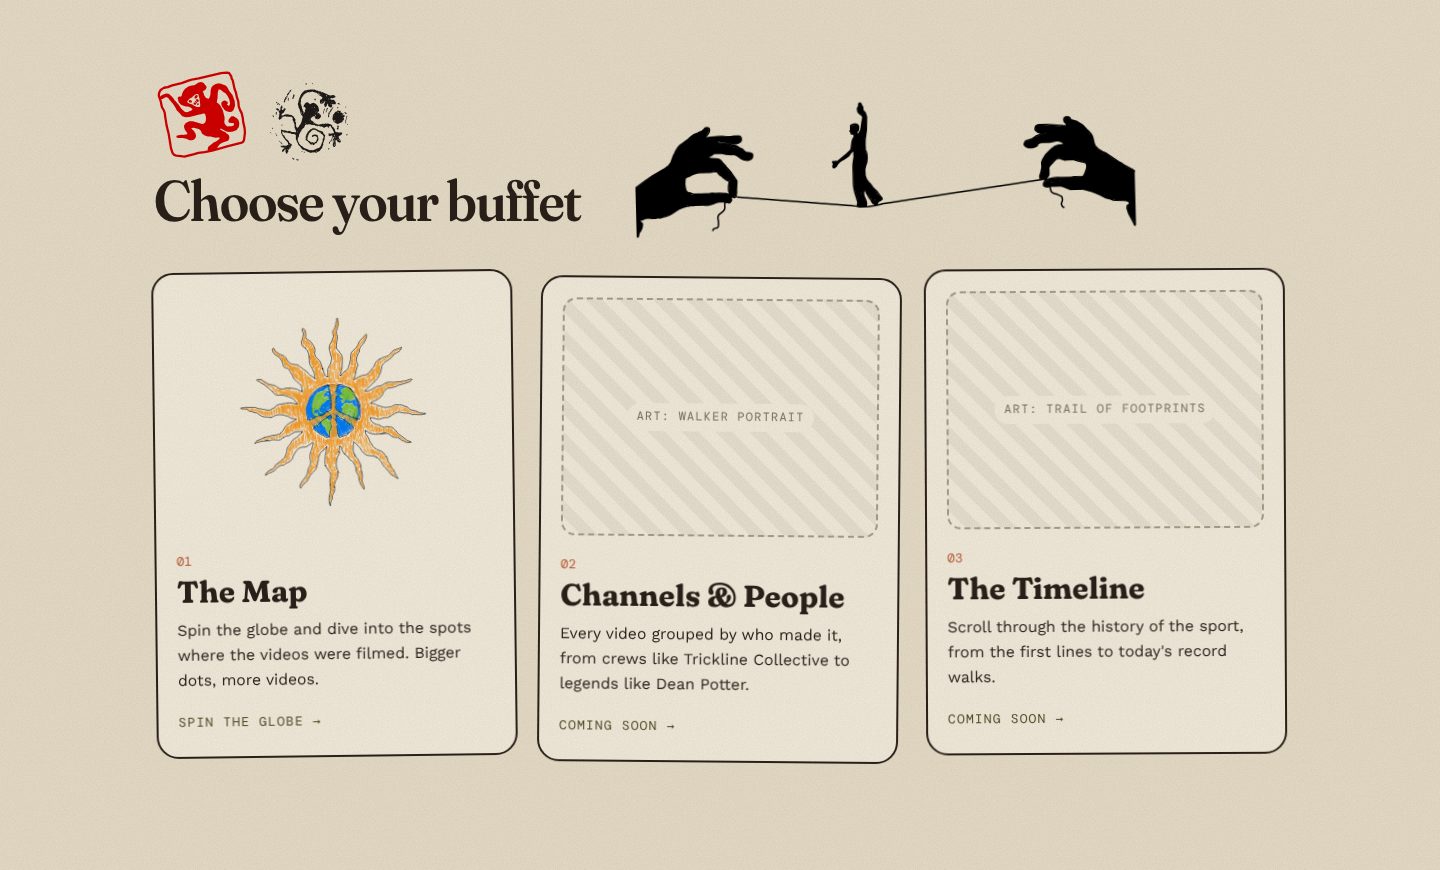 Choose your buffet
01
The Map
Spin the globe and dive into the spots
where the videos were filmed. Bigger
dots, more videos.
SPIN THE GLOBE →
ART: WALKER PORTRAIT
02
Channels & People
Every video grouped by who made it,
from crews like Trickline Collective to
legends like Dean Potter.
COMING SOON →
ART: TRAIL OF FOOTPRINTS
03
The Timeline
Scroll through the history of the sport,
from the first lines to today's record
walks.
COMING SOON →